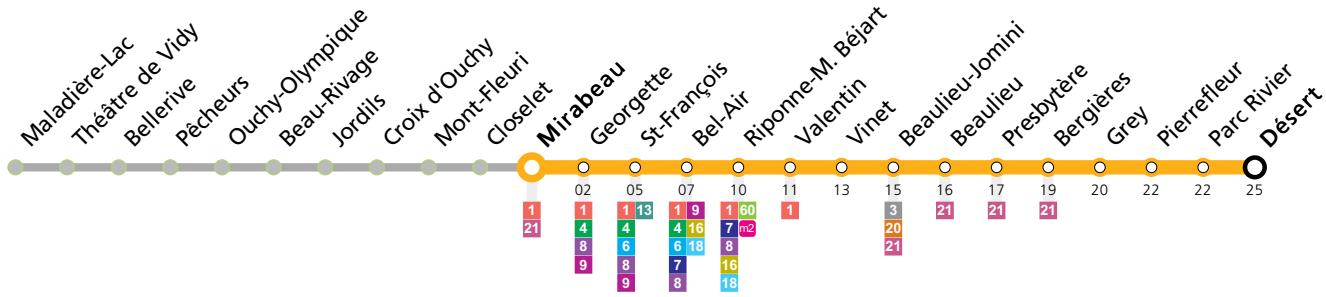 Maladière-Lac
Théâtre de Vidy
Bellerive
Pêcheurs
Ouchy-Olympique
Beau-Rivage
Jordils
Croix d'Ouchy
Mont-Fleuri
Closelet
Mirabeau
Georgette
St-François
Bel-Air
Riponne-M. Béjart
Valentin
Vinet
Beaulieu-Jomini
Beaulieu
Presbytère
Bergières
Grey
Pierrefleur
Parc Rivier
Désert
02 05 07 10 11 13 15 16 17 19 20 22 22 25
1 1 1 13 1 9 1 60 1 3 21 21 21
21 4 4 4 16 7 m2 20
8 6 6 18 8 21
9 8 7 16
9 8 18